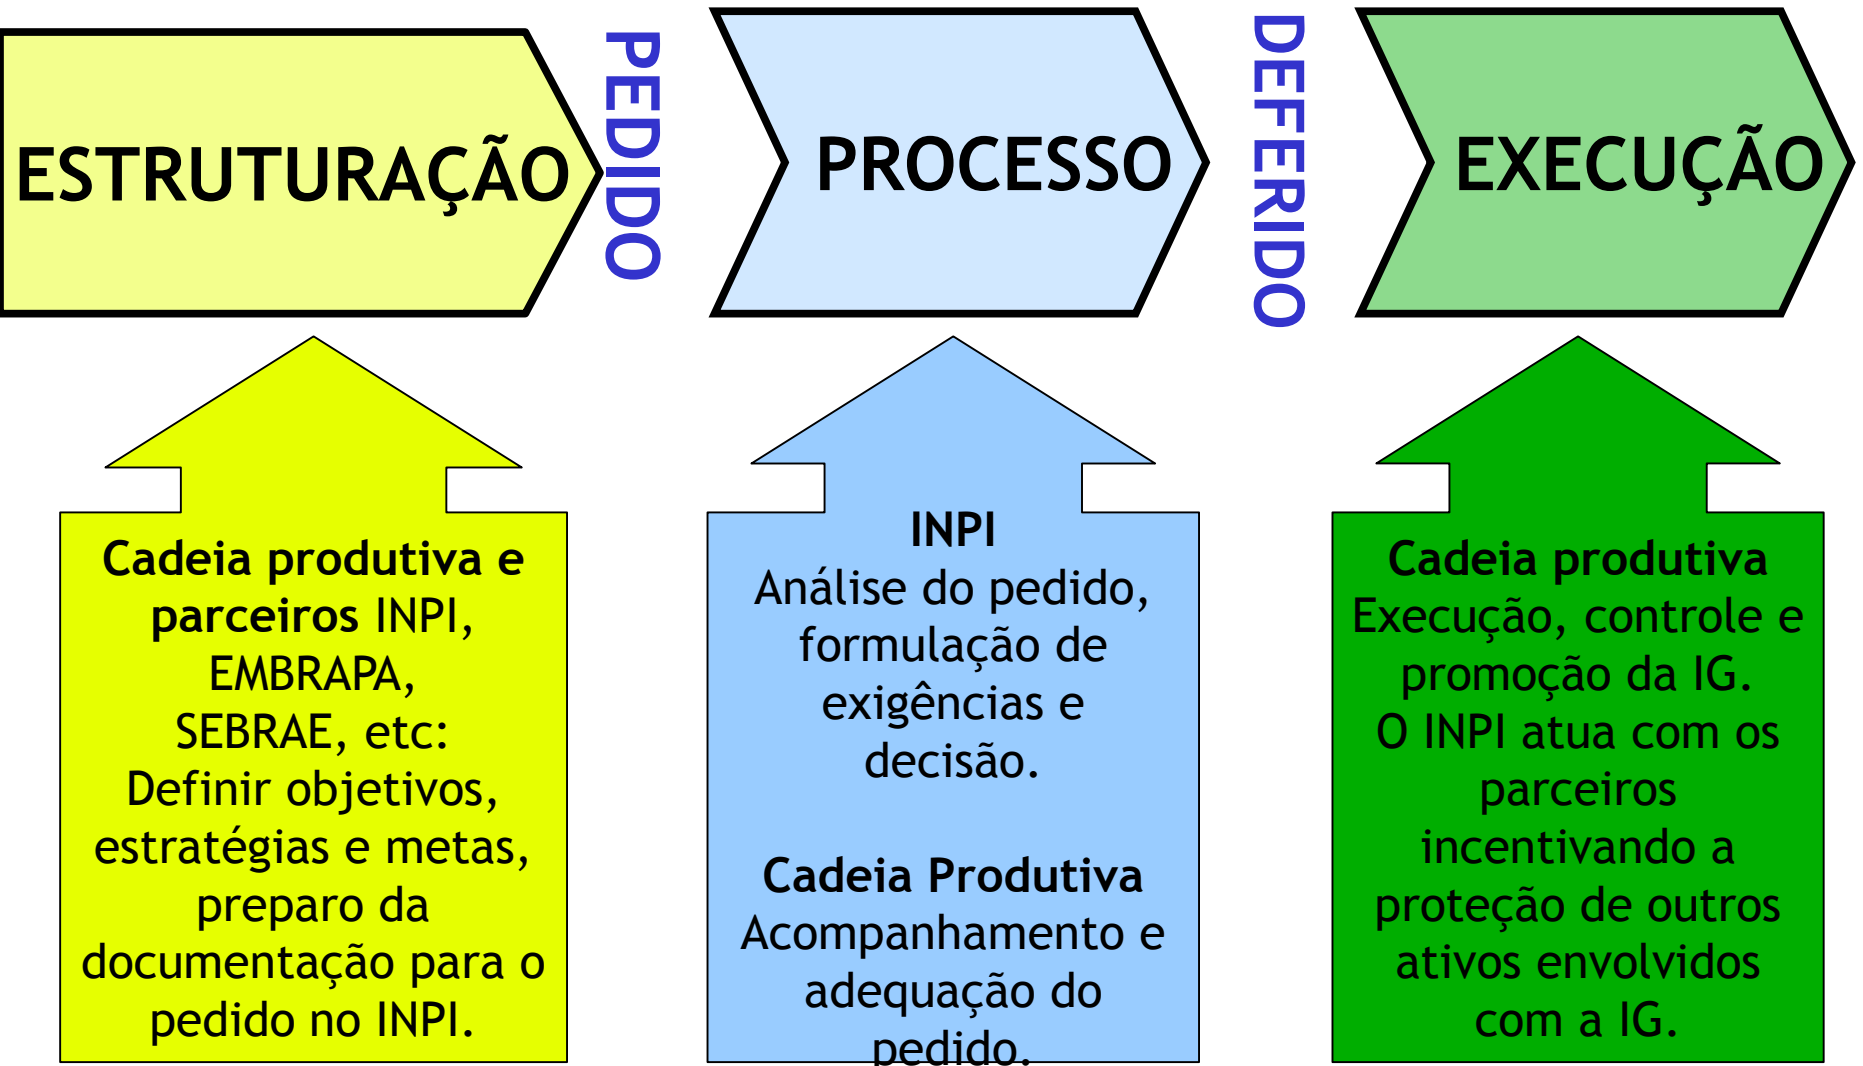 ESTRUTURAÇÃO
PEDIDO
PROCESSO
DEFERIDO
EXECUÇÃO
Cadeia produtiva e
parceiros INPI,
EMBRAPA,
SEBRAE, etc:
Definir objetivos,
estratégias e metas,
preparo da
documentação para o
pedido no INPI.
INPI
Análise do pedido,
formulação de
exigências e
decisão.
Cadeia Produtiva
Acompanhamento e
adequação do
pedido.
Cadeia produtiva
Execução, controle e
promoção da IG.
O INPI atua com os
parceiros
incentivando a
proteção de outros
ativos envolvidos
com a IG.